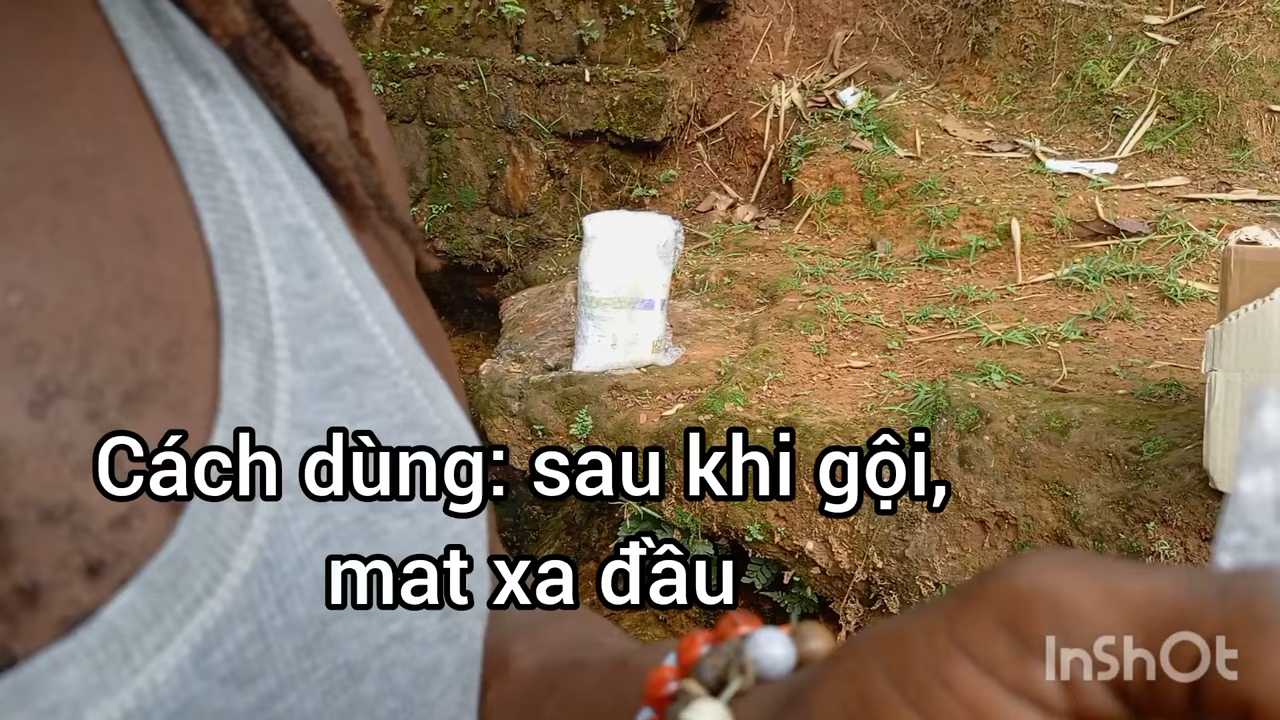 Cách dùng: sau khi gội,
mat xa đầu
InShOt